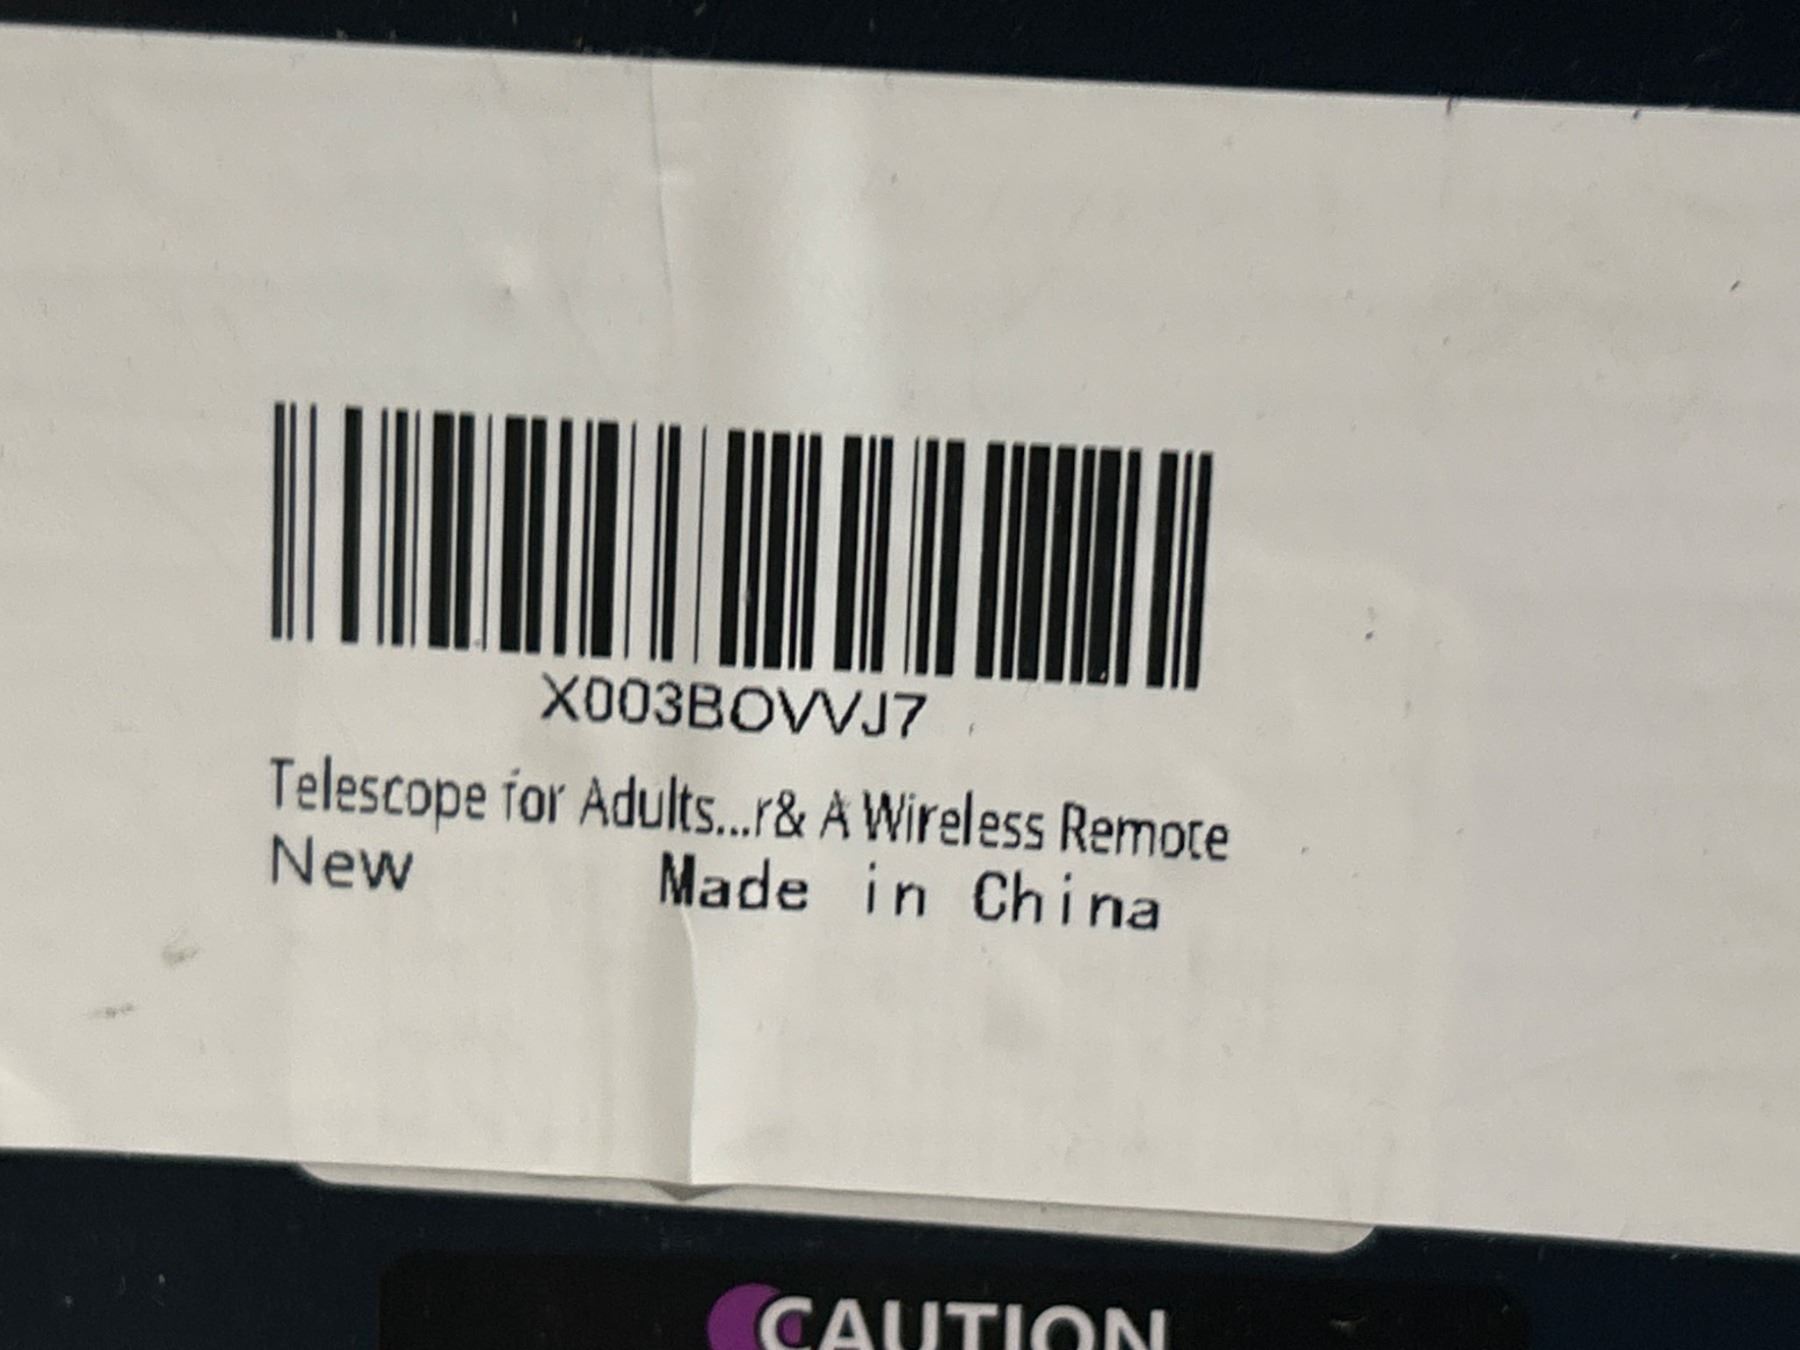 X003BOVVJ7
Telescope for Adults...r& A Wireless Remote
New Made in China
CAUTION